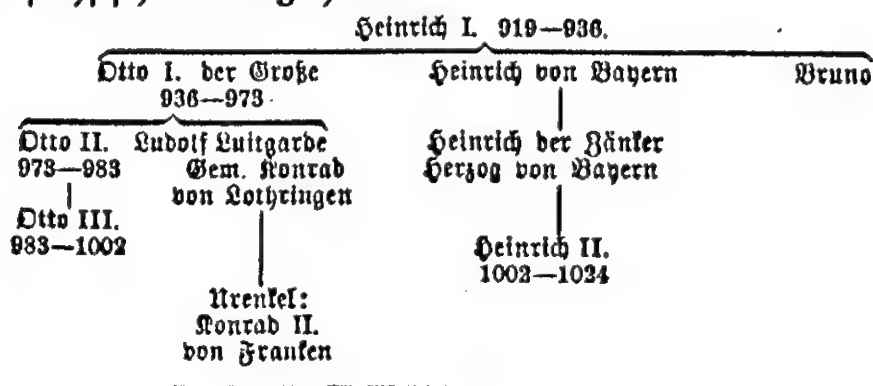 Heinrich I. 919—936.
Otto I. der Große Heinrich von Bayern Bruno
936—973
Otto II. Ludolf Luitgarde Heinrich der Zänker
973—983 Gem. Konrad Herzog von Bayern
von Lothringen
Otto III.
983—1002 Heinrich II.
1002—1024
Urenkel:
Konrad II.
von Franken